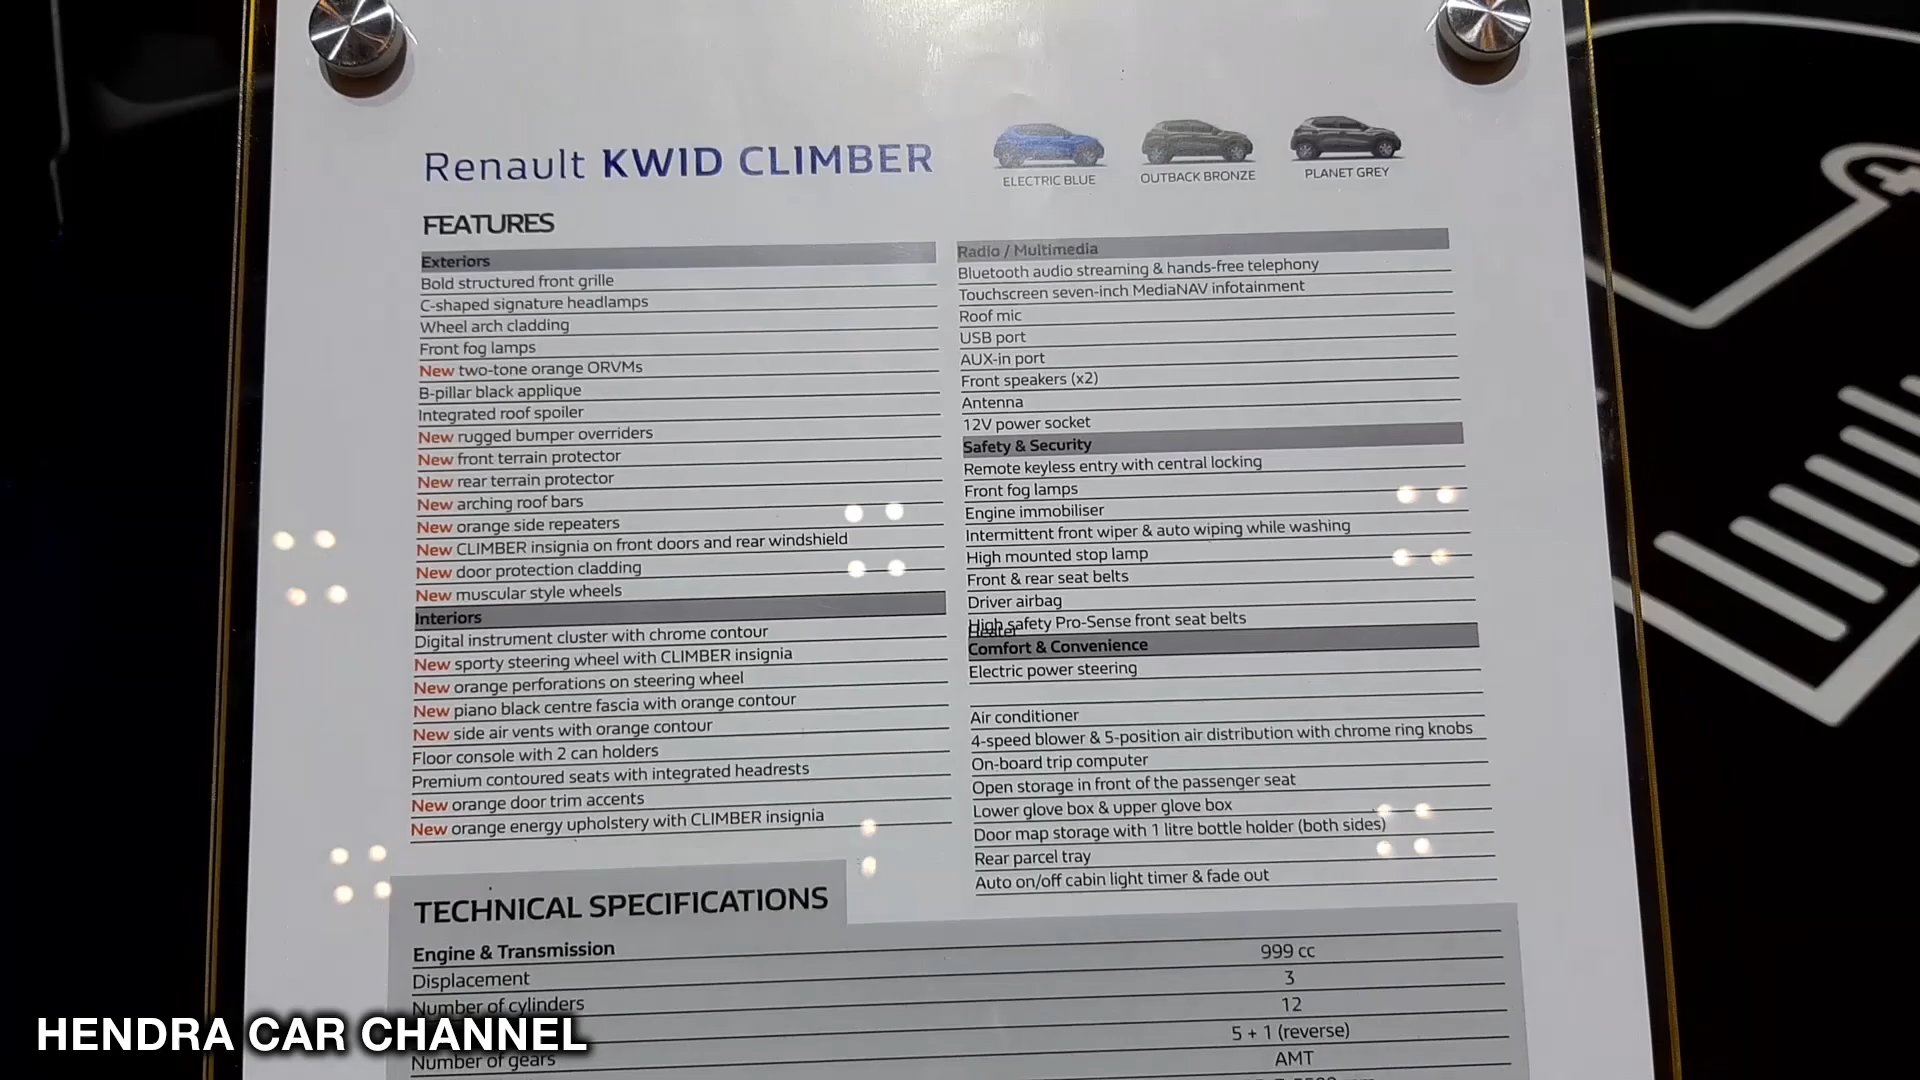 Renault KWID CLIMBER
ELECTRIC BLUE
OUTBACK BRONZE
PLANET GREY
FEATURES
Exteriors
Bold structured front grille
C-shaped signature headlamps
Wheel arch cladding
Front fog lamps
New two-tone orange ORVMs
B-pillar black applique
Integrated roof spoiler
New rugged bumper overriders
New front terrain protector
New rear terrain protector
New arching roof bars
New orange side repeaters
New CLIMBER insignia on front doors and rear windshield
New door protection cladding
New muscular style wheels
Interiors
Digital instrument cluster with chrome contour
New sporty steering wheel with CLIMBER insignia
New orange perforations on steering wheel
New piano black centre fascia with orange contour
New side air vents with orange contour
Floor console with 2 can holders
Premium contoured seats with integrated headrests
New orange door trim accents
New orange energy upholstery with CLIMBER insignia
Radio / Multimedia
Bluetooth audio streaming & hands-free telephony
Touchscreen seven-inch MediaNAV infotainment
Roof mic
USB port
AUX-in port
Front speakers (x2)
Antenna
12V power socket
Safety & Security
Remote keyless entry with central locking
Front fog lamps
Engine immobiliser
Intermittent front wiper & auto wiping while washing
High mounted stop lamp
Front & rear seat belts
Driver airbag
High safety Pro-Sense front seat belts
Heater
Comfort & Convenience
Electric power steering
Air conditioner
4-speed blower & 5-position air distribution with chrome ring knobs
On-board trip computer
Open storage in front of the passenger seat
Lower glove box & upper glove box
Door map storage with 1 litre bottle holder (both sides)
Rear parcel tray
Auto on/off cabin light timer & fade out
TECHNICAL SPECIFICATIONS
Engine & Transmission
999 cc
Displacement
3
Number of cylinders
12
5 + 1 (reverse)
Number of gears
AMT
HENDRA CAR CHANNEL